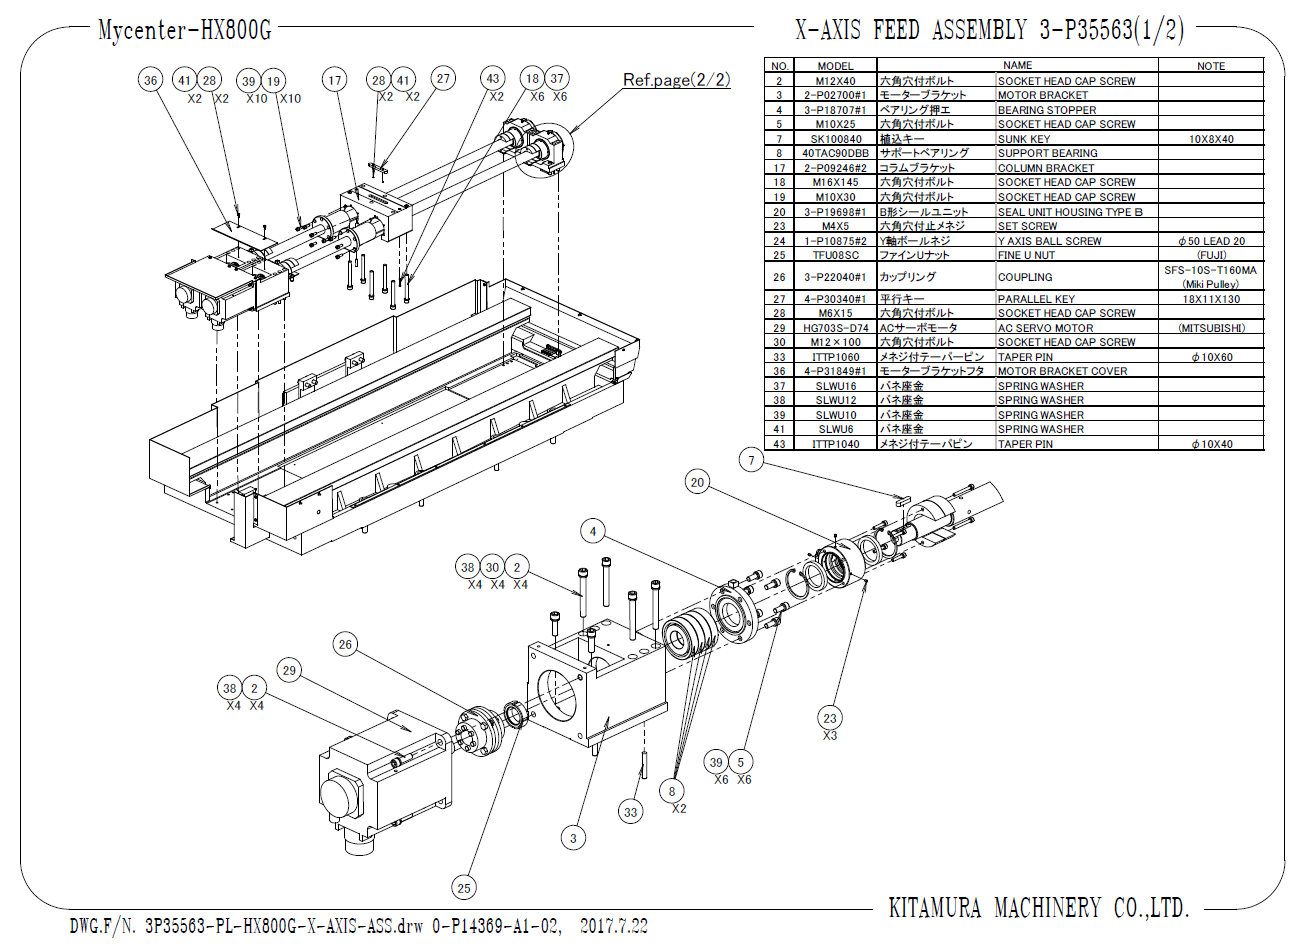 Mycenter-HX800G
X-AXIS FEED ASSEMBLY 3-P35563(1/2)
36 41 28 39 19 17 28 41 27 43 18 37
X2 X2 X10 X10 X2 X2 X2 X6 X6
Ref.page(2/2)
NO. MODEL NAME NOTE
2 M12X40 六角穴付ボルト SOCKET HEAD CAP SCREW
3 2-P02700#1 モーターブラケット MOTOR BRACKET
4 3-P18707#1 ベアリング押エ BEARING STOPPER
5 M10X25 六角穴付ボルト SOCKET HEAD CAP SCREW
7 SK100840 植込キー SUNK KEY 10X8X40
8 40TAC90DBB サポートベアリング SUPPORT BEARING
17 2-P09246#2 コラムブラケット COLUMN BRACKET
18 M16X145 六角穴付ボルト SOCKET HEAD CAP SCREW
19 M10X30 六角穴付ボルト SOCKET HEAD CAP SCREW
20 3-P19698#1 B形シールユニット SEAL UNIT HOUSING TYPE B
23 M4X5 六角穴付止メネジ SET SCREW
24 1-P10875#2 Y軸ボールネジ Y AXIS BALL SCREW φ50 LEAD 20
25 TFU08SC ファインUナット FINE U NUT (FUJI)
26 3-P22040#1 カップリング COUPLING SFS-10S-T160MA
(Miki Pulley)
27 4-P30340#1 平行キー PARALLEL KEY 18X11X130
28 M6X15 六角穴付ボルト SOCKET HEAD CAP SCREW
29 HG703S-D74 ACサーボモータ AC SERVO MOTOR (MITSUBISHI)
30 M12×100 六角穴付ボルト SOCKET HEAD CAP SCREW
33 ITTP1060 メネジ付テーパーピン TAPER PIN φ10X60
36 4-P31849#1 モーターブラケットフタ MOTOR BRACKET COVER
37 SLWU16 バネ座金 SPRING WASHER
38 SLWU12 バネ座金 SPRING WASHER
39 SLWU10 バネ座金 SPRING WASHER
41 SLWU6 バネ座金 SPRING WASHER
43 ITTP1040 メネジ付テーパピン TAPER PIN φ10X40
7
20
4
38 30 2
X4 X4 X4
26
29
38 2
X4 X4
23
X3
39 5
X6 X6
8
X2
33
3
25
KITAMURA MACHINERY CO.,LTD.
DWG.F/N. 3P35563-PL-HX800G-X-AXIS-ASS.drw 0-P14369-A1-02, 2017.7.22